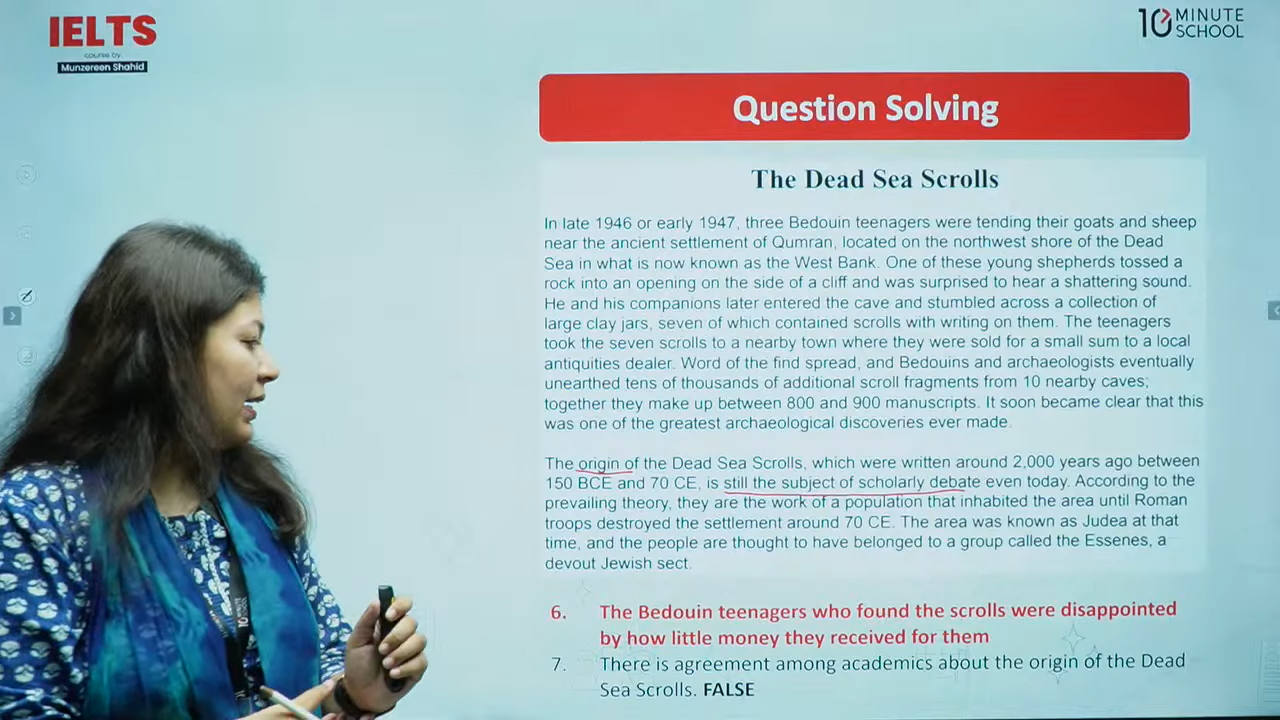 IELTS
course by
Munzereen Shahid
10 MINUTE
SCHOOL
Question Solving
The Dead Sea Scrolls
In late 1946 or early 1947, three Bedouin teenagers were tending their goats and sheep
near the ancient settlement of Qumran, located on the northwest shore of the Dead
Sea in what is now known as the West Bank. One of these young shepherds tossed a
rock into an opening on the side of a cliff and was surprised to hear a shattering sound.
He and his companions later entered the cave and stumbled across a collection of
large clay jars, seven of which contained scrolls with writing on them. The teenagers
took the seven scrolls to a nearby town where they were sold for a small sum to a local
antiquities dealer. Word of the find spread, and Bedouins and archaeologists eventually
unearthed tens of thousands of additional scroll fragments from 10 nearby caves;
together they make up between 800 and 900 manuscripts. It soon became clear that this
was one of the greatest archaeological discoveries ever made.
The origin of the Dead Sea Scrolls, which were written around 2,000 years ago between
150 BCE and 70 CE, is still the subject of scholarly debate even today. According to the
prevailing theory, they are the work of a population that inhabited the area until Roman
troops destroyed the settlement around 70 CE. The area was known as Judea at that
time, and the people are thought to have belonged to a group called the Essenes, a
devout Jewish sect.
6. The Bedouin teenagers who found the scrolls were disappointed
by how little money they received for them
7. There is agreement among academics about the origin of the Dead
Sea Scrolls. FALSE